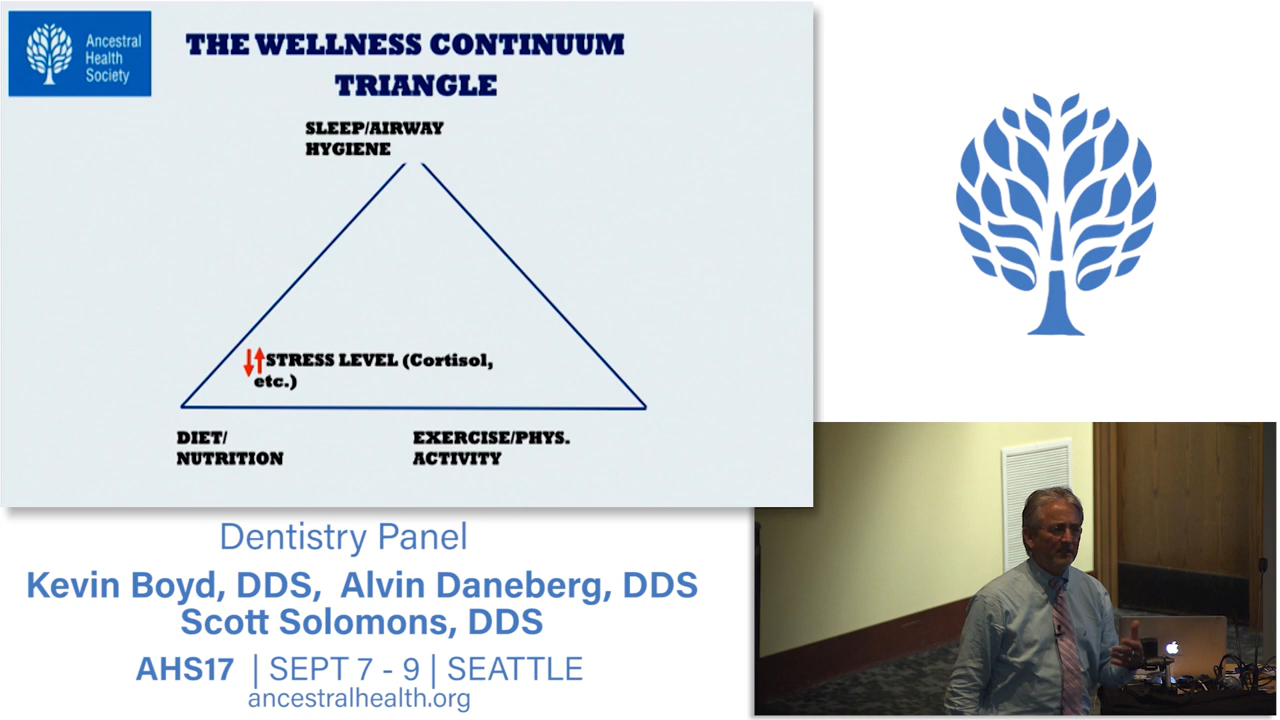 Ancestral
Health
Society
THE WELLNESS CONTINUUM
TRIANGLE
SLEEP/AIRWAY
HYGIENE
STRESS LEVEL (Cortisol,
etc.)
DIET/
NUTRITION
EXERCISE/PHYS.
ACTIVITY
Dentistry Panel
Kevin Boyd, DDS, Alvin Daneberg, DDS
Scott Solomons, DDS
AHS17 | SEPT 7 - 9 | SEATTLE
ancestralhealth.org